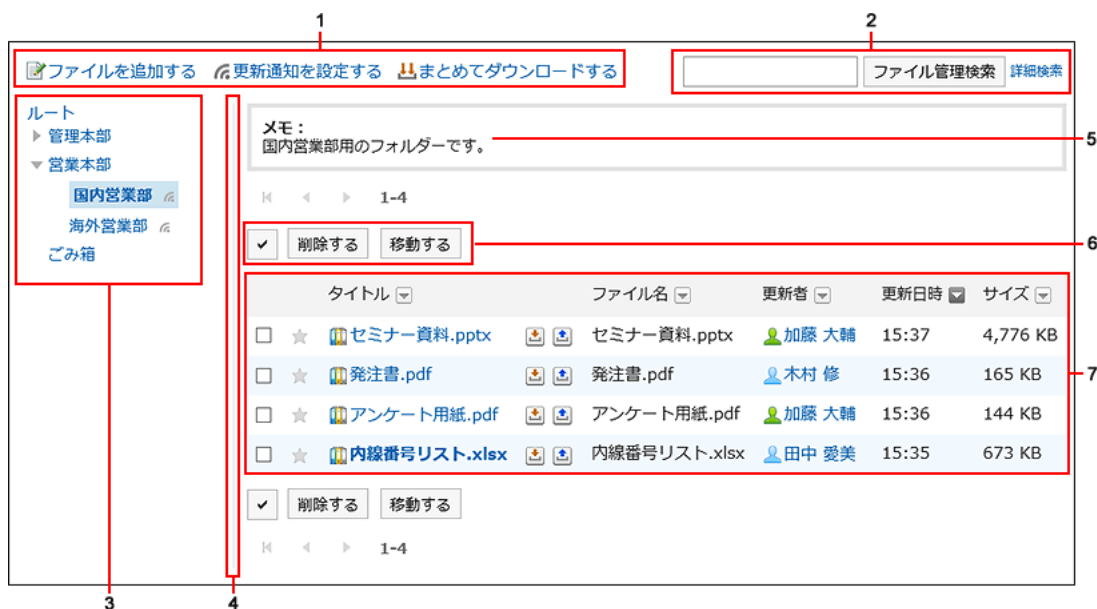 1
2
ファイルを追加する 更新通知を設定する まとめてダウンロードする
ファイル管理検索 詳細検索
ルート
管理本部
営業本部
国内営業部
海外営業部
ごみ箱
メモ：
国内営業部用のフォルダーです。
5
1-4
削除する 移動する
6
タイトル ファイル名 更新者 更新日時 サイズ
セミナー資料.pptx セミナー資料.pptx 加藤 大輔 15:37 4,776 KB
発注書.pdf 発注書.pdf 木村 修 15:36 165 KB
7
アンケート用紙.pdf アンケート用紙.pdf 加藤 大輔 15:36 144 KB
内線番号リスト.xlsx 内線番号リスト.xlsx 田中 愛美 15:35 673 KB
削除する 移動する
1-4
3
4